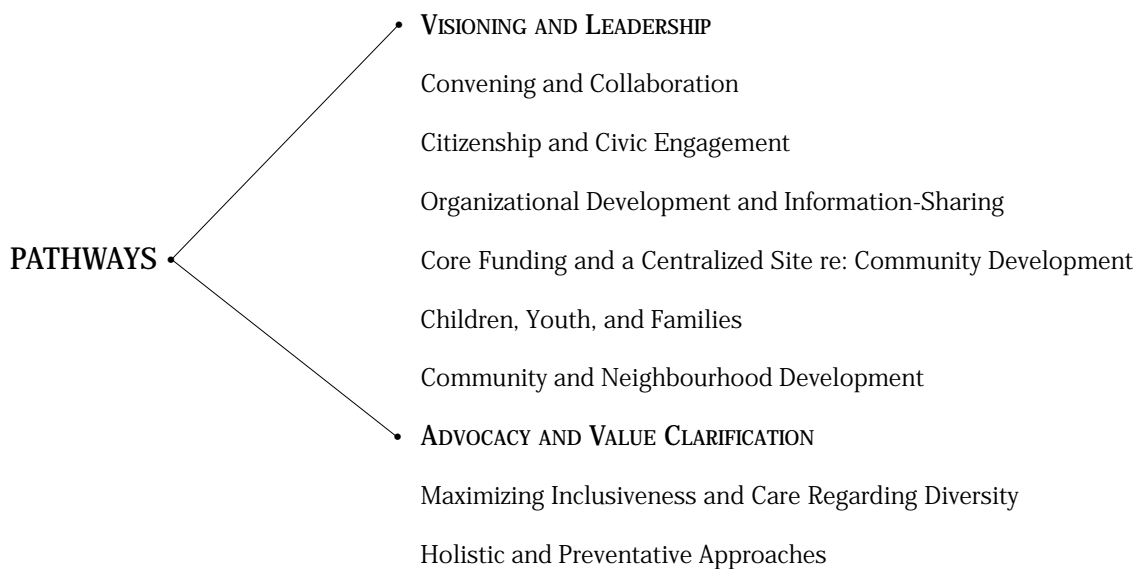 VISIONING AND LEADERSHIP
Convening and Collaboration
Citizenship and Civic Engagement
Organizational Development and Information-Sharing
PATHWAYS
Core Funding and a Centralized Site re: Community Development
Children, Youth, and Families
Community and Neighbourhood Development
ADVOCACY AND VALUE CLARIFICATION
Maximizing Inclusiveness and Care Regarding Diversity
Holistic and Preventative Approaches